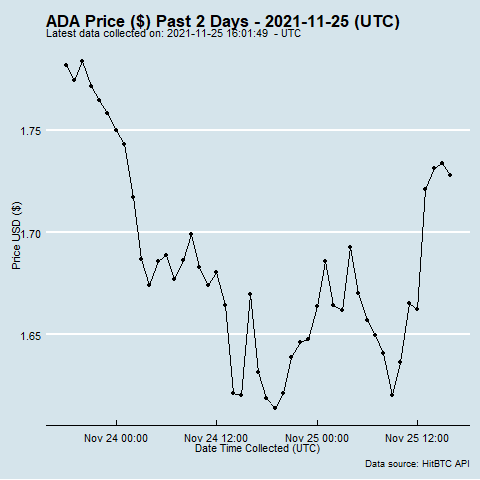 ADA Price ($) Past 2 Days - 2021-11-25 (UTC)
Latest data collected on: 2021-11-25 16:01:49 - UTC
1.75
1.70
1.65
Price USD ($)
Nov 24 00:00 Nov 24 12:00 Nov 25 00:00 Nov 25 12:00
Date Time Collected (UTC)
Data source: HitBTC API